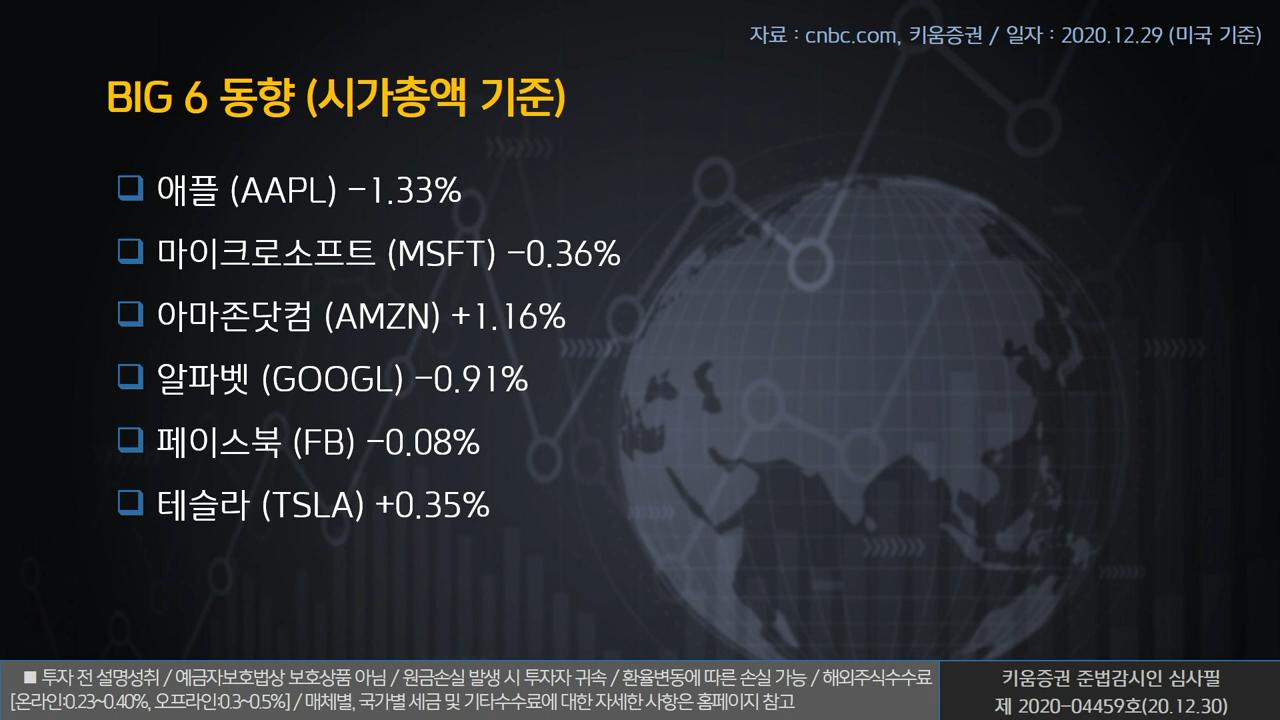 자료 : cnbc.com, 키움증권 / 일자 : 2020.12.29 (미국 기준)
BIG 6 동향 (시가총액 기준)
❑ 애플 (AAPL) -1.33%
❑ 마이크로소프트 (MSFT) -0.36%
❑ 아마존닷컴 (AMZN) +1.16%
❑ 알파벳 (GOOGL) -0.91%
❑ 페이스북 (FB) -0.08%
❑ 테슬라 (TSLA) +0.35%
■ 투자 전 설명성취 / 예금자보호법상 보호상품 아님 / 원금손실 발생 시 투자자 귀속 / 환율변동에 따른 손실 가능 / 해외주식수수료
[온라인:0.23~0.40%, 오프라인:0.3~0.5%] / 매체별, 국가별 세금 및 기타수수료에 대한 자세한 사항은 홈페이지 참고
키움증권 준법감시인 심사필
제 2020-04459호(20.12.30)